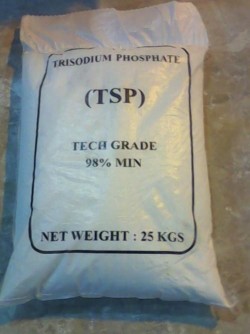 TRISODIUM PHOSPHATE
(TSP)
TECH GRADE
98% MIN
NET WEIGHT : 25 KGS